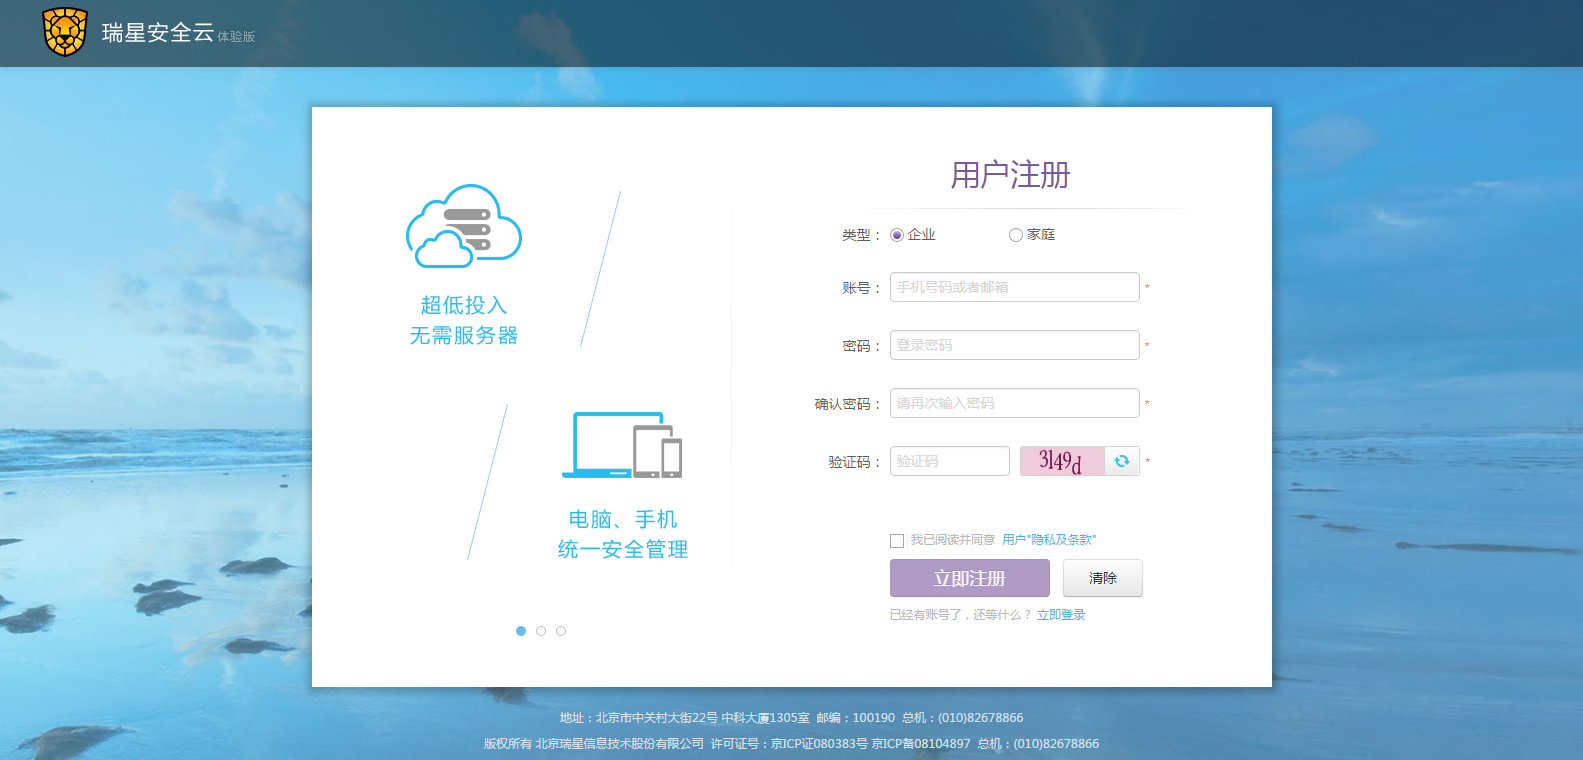 瑞星安全云 体验版
超低投入
无需服务器
电脑、手机
统一安全管理
用户注册
类型： 企业 家庭
账号： 手机号码或者邮箱 *
密码： 登录密码 *
确认密码： 请再次输入密码 *
验证码： 验证码 3l49d *
我已阅读并同意 用户"隐私及条款"
立即注册 清除
已经有账号了，还等什么？ 立即登录
地址：北京市中关村大街22号 中科大厦1305室 邮编：100190 总机：(010)82678866
版权所有 北京瑞星信息技术股份有限公司 许可证号：京ICP证080383号 京ICP备08104897 总机：(010)82678866